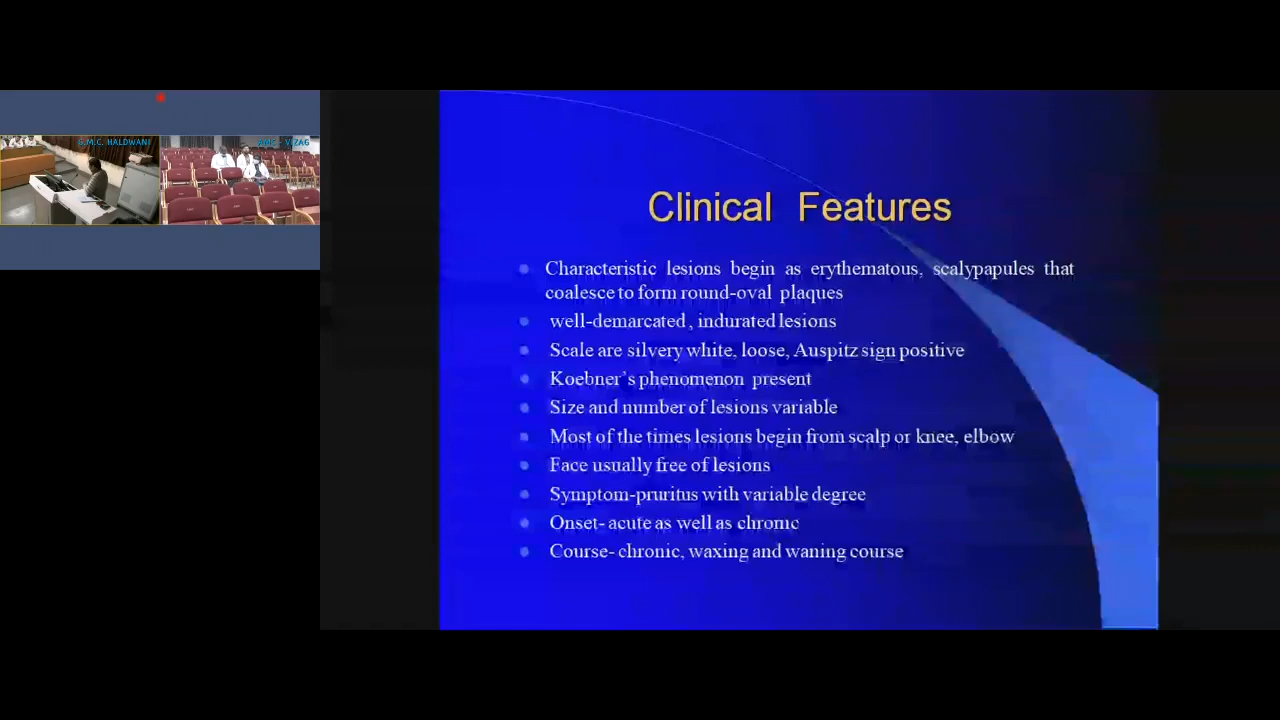 G.M.C. HALDWANI
AMC - VIZAG
Clinical Features
Characteristic lesions begin as erythematous, scalypapules that
coalesce to form round-oval plaques
well-demarcated, indurated lesions
Scale are silvery white, loose, Auspitz sign positive
Koebner's phenomenon present
Size and number of lesions variable
Most of the times lesions begin from scalp or knee, elbow
Face usually free of lesions
Symptom-pruritus with variable degree
Onset- acute as well as chronic
Course- chronic, waxing and waning course